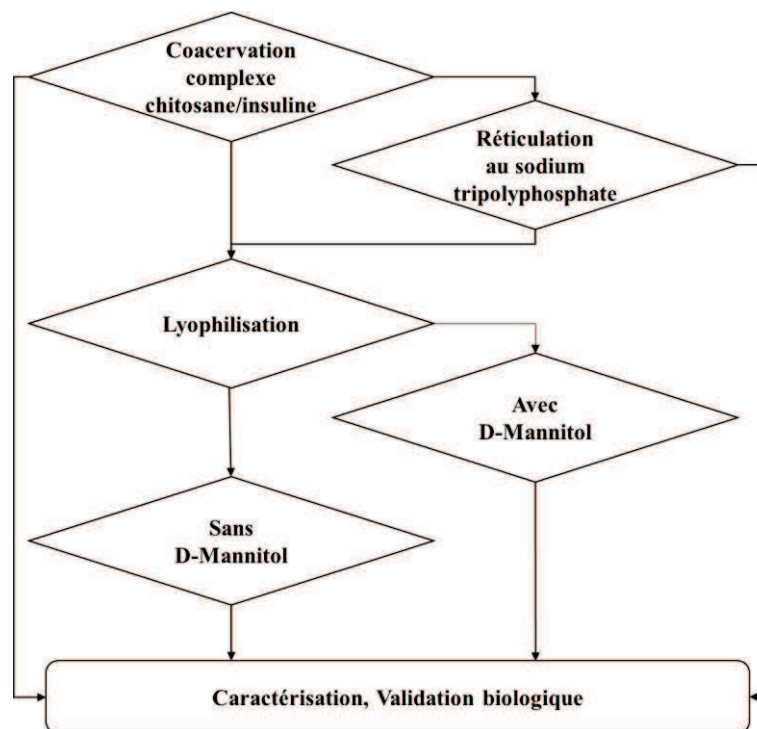 Coacervation
complexe
chitosane/insuline
Réticulation
au sodium
tripolyphosphate
Lyophilisation
Avec
D-Mannitol
Sans
D-Mannitol
Caractérisation, Validation biologique